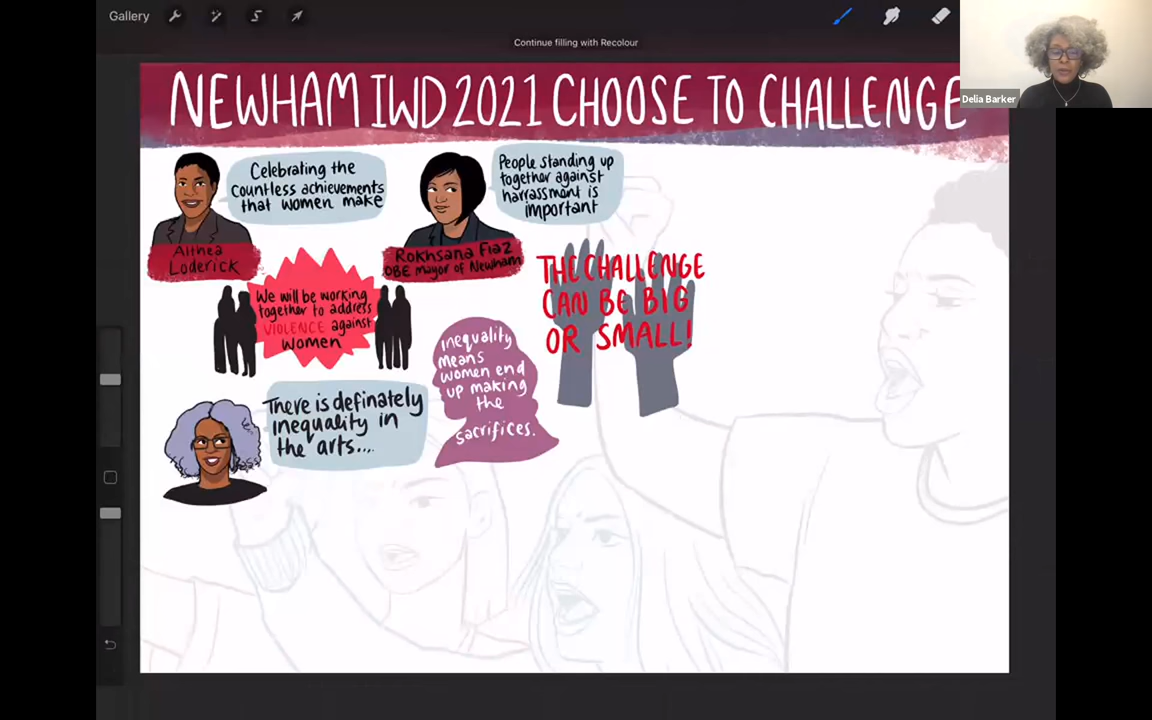 Gallery
Continue filling with Recolour
Delia Barker
NEWHAM IWD 2021 CHOOSE TO CHALLENGE
Celebrating the
countless achievements
that women make
People standing up
together against
harrassment is
important
Althea
Loderick
Rokhsana Fiaz
OBE Mayor of Newham
We will be working
together to address
VIOLENCE against
women
THE CHALLENGE
CAN BE BIG
OR SMALL!
inequality
means
women end
up making
the
sacrifices.
There is definately
inequality in
the arts....